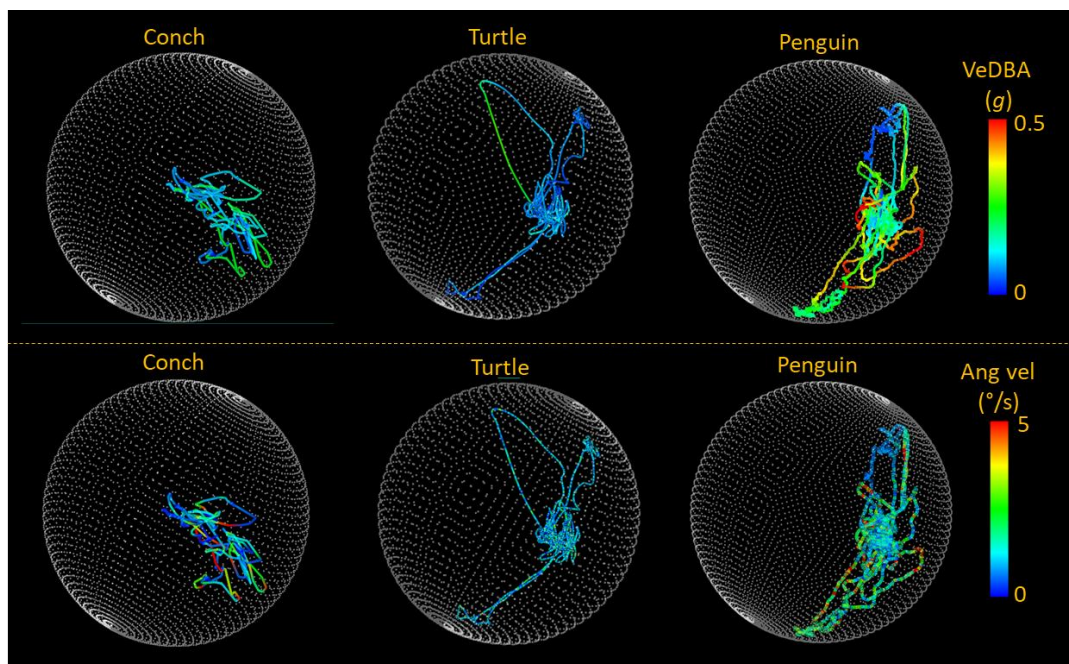 Conch
Turtle
Penguin
VeDBA
(g)
0.5
0
Conch
Turtle
Penguin
Ang vel
(°/s)
5
0